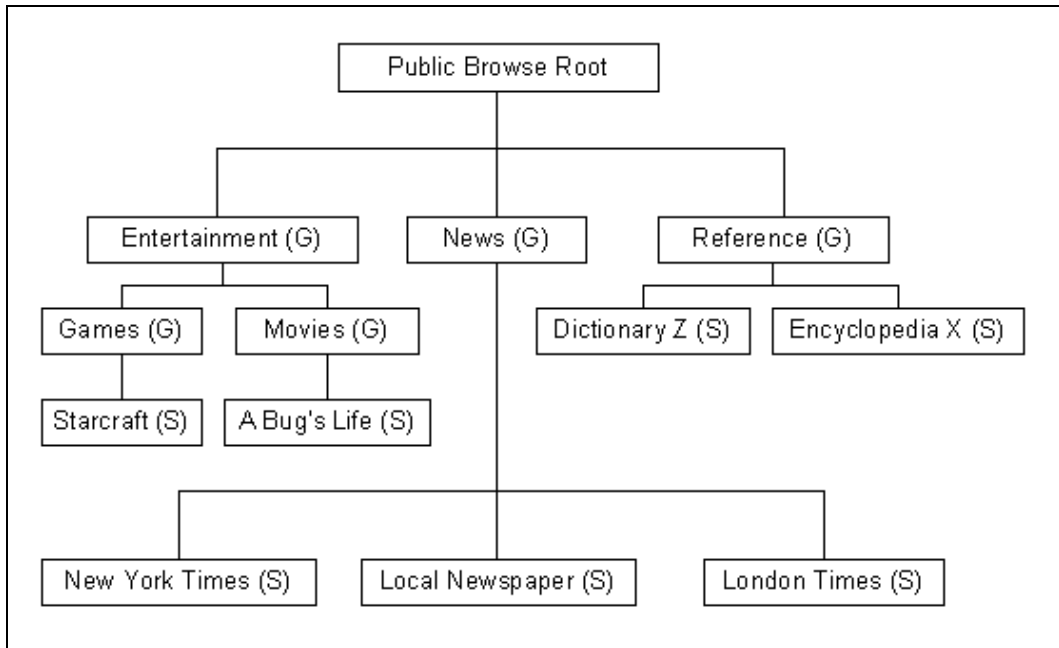 Public Browse Root
Entertainment (G)
News (G)
Reference (G)
Games (G)
Movies (G)
Dictionary Z (S)
Encyclopedia X (S)
Starcraft (S)
A Bug's Life (S)
New York Times (S)
Local Newspaper (S)
London Times (S)